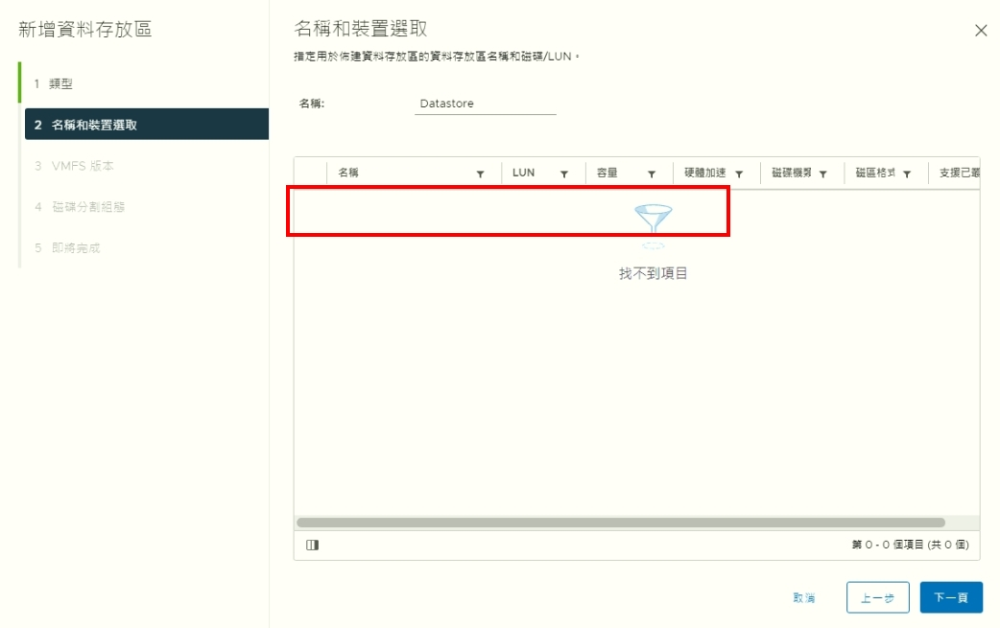 新增資料存放區
1 類型
2 名稱和裝置選取
3 VMFS 版本
4 磁碟分割組態
5 即將完成
名稱和裝置選取
指定用於佈建資料存放區的資料存放區名稱和磁碟/LUN。
名稱: Datastore
名稱 LUN 容量 硬體加速 磁碟機類 磁區格式 支援已叢
找不到項目
第 0 - 0 個項目 (共 0 個)
取消 上一步 下一頁